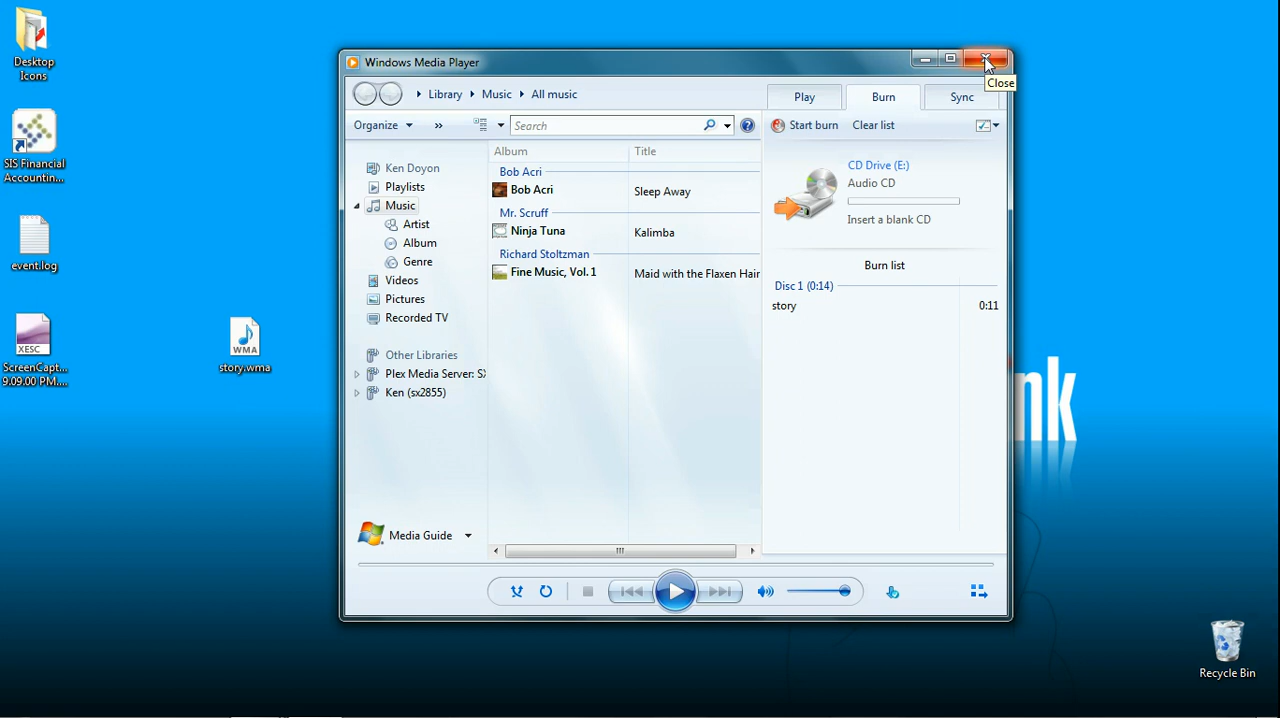 Desktop
Icons
SIS Financial
Accountin...
event.log
XESC
ScreenCapt...
9.09.00 PM....
WMA
story.wma
Windows Media Player
Close
Library
Music
All music
Play
Burn
Sync
Organize
»
Search
Start burn
Clear list
Album
Title
Ken Doyon
Playlists
Music
Artist
Album
Genre
Videos
Pictures
Recorded TV
Other Libraries
Plex Media Server: S
Ken (sx2855)
Bob Acri
Bob Acri
Sleep Away
Mr. Scruff
Ninja Tuna
Kalimba
Richard Stoltzman
Fine Music, Vol. 1
Maid with the Flaxen Hair
CD Drive (E:)
Audio CD
Insert a blank CD
Burn list
Disc 1 (0:14)
story 0:11
Media Guide
nk
Recycle Bin